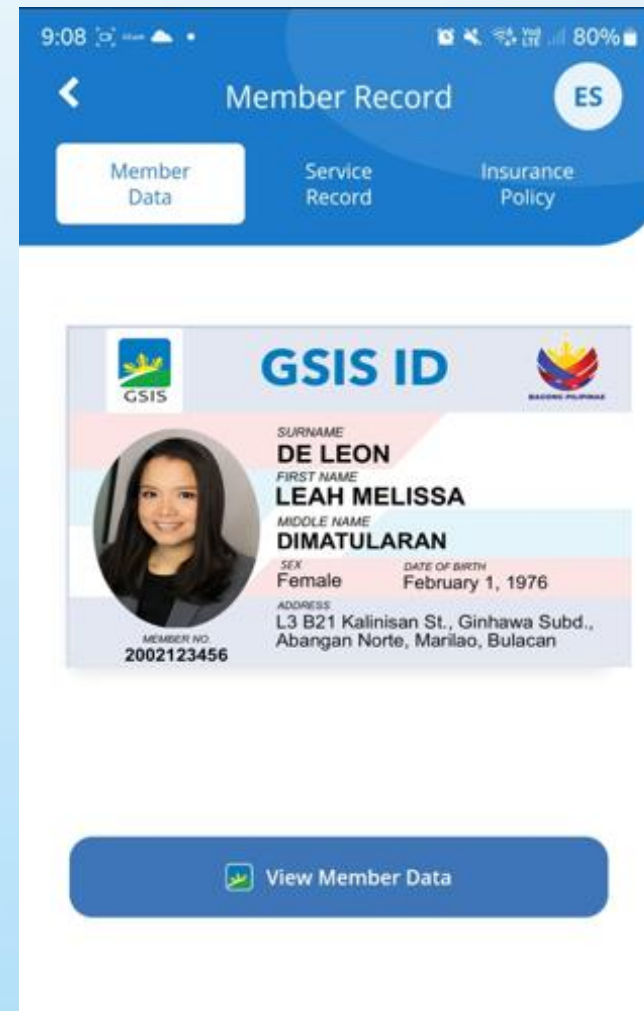 9:08
80%
Member Record
ES
Member
Data
Service
Record
Insurance
Policy
GSIS
GSIS ID
BAGONG PILIPINAS
SURNAME
DE LEON
FIRST NAME
LEAH MELISSA
MIDDLE NAME
DIMATULARAN
SEX
Female
DATE OF BIRTH
February 1, 1976
ADDRESS
L3 B21 Kalinisan St., Ginhawa Subd.,
Abangan Norte, Marilao, Bulacan
MEMBER NO.
2002123456
View Member Data